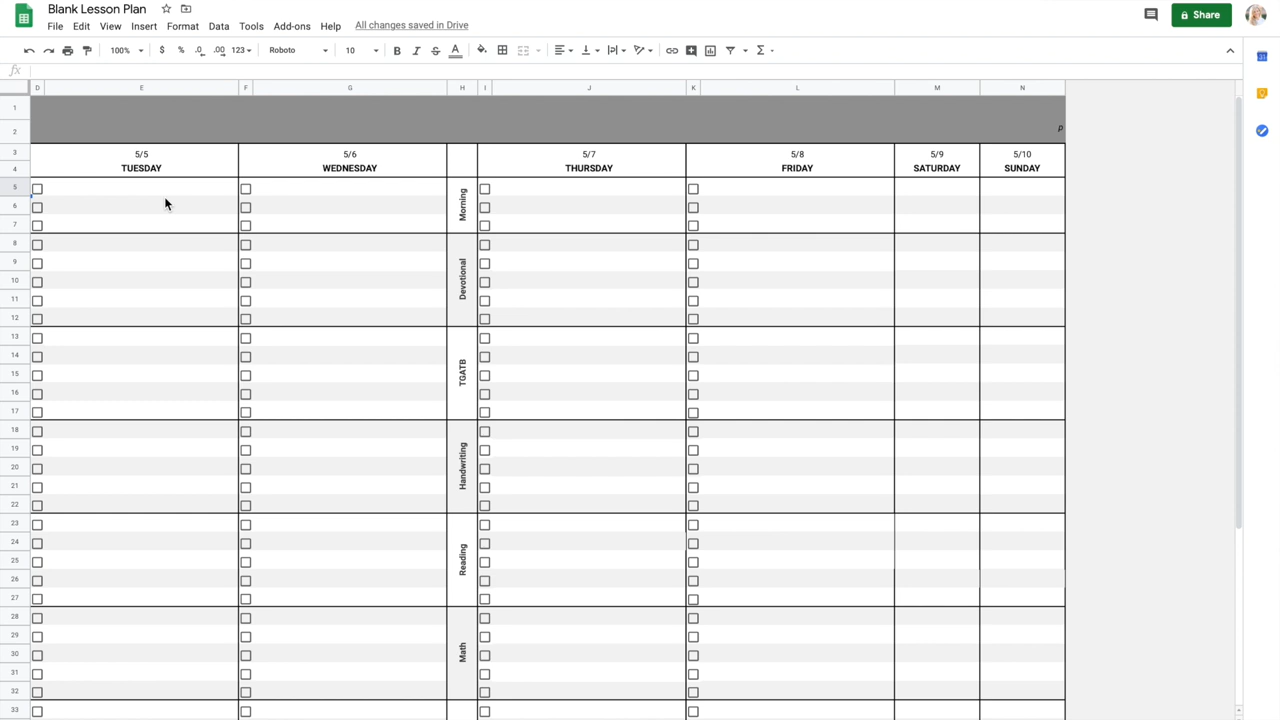 Blank Lesson Plan
File Edit View Insert Format Data Tools Add-ons Help All changes saved in Drive
Share
100% $ % .0 .00 123 Roboto 10 B I S A
fx
D E F G H I J K L M N
1
2 p
3 5/5 5/6 5/7 5/8 5/9 5/10
4 TUESDAY WEDNESDAY THURSDAY FRIDAY SATURDAY SUNDAY
5
6 Morning
7
8
9
10 Devotional
11
12
13
14
15 TGATB
16
17
18
19
20 Handwriting
21
22
23
24
25 Reading
26
27
28
29
30 Math
31
32
33